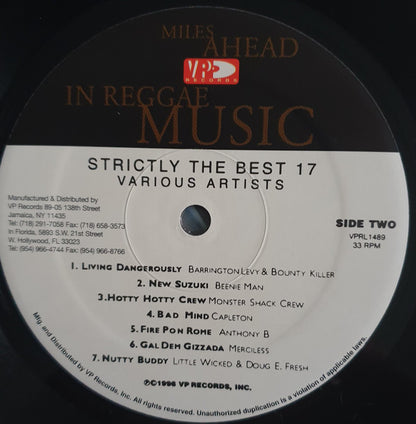 MILES
AHEAD
VP
RECORDS
IN REGGAE
MUSIC
STRICTLY THE BEST 17
VARIOUS ARTISTS
Manufactured & Distributed by
VP Records 89-05 138th Street
Jamaica, NY 11435
Tel: (718) 291-7058 Fax: (718) 658-3573
In Florida, 5893 S.W. 21st Street
W. Hollywood, FL 33023
Tel: (954) 966-4744 Fax: (954) 966-8766
SIDE TWO
VPRL1489
33 RPM
1. LIVING DANGEROUSLY BARRINGTON LEVY & BOUNTY KILLER
2. NEW SUZUKI BEENIE MAN
3.HOTTY HOTTY CREW MONSTER SHACK CREW
4. BAD MIND CAPLETON
5. FIRE PON ROME ANTHONY B
6. GAL DEM GIZZADA MERCILESS
7. NUTTY BUDDY LITTLE WICKED & DOUG E. FRESH
Ⓟ©1996 VP RECORDS, INC.
Mfg. and Distributed by VP Records, Inc. All rights reserved. Unauthorized duplication is a violation of applicable laws.